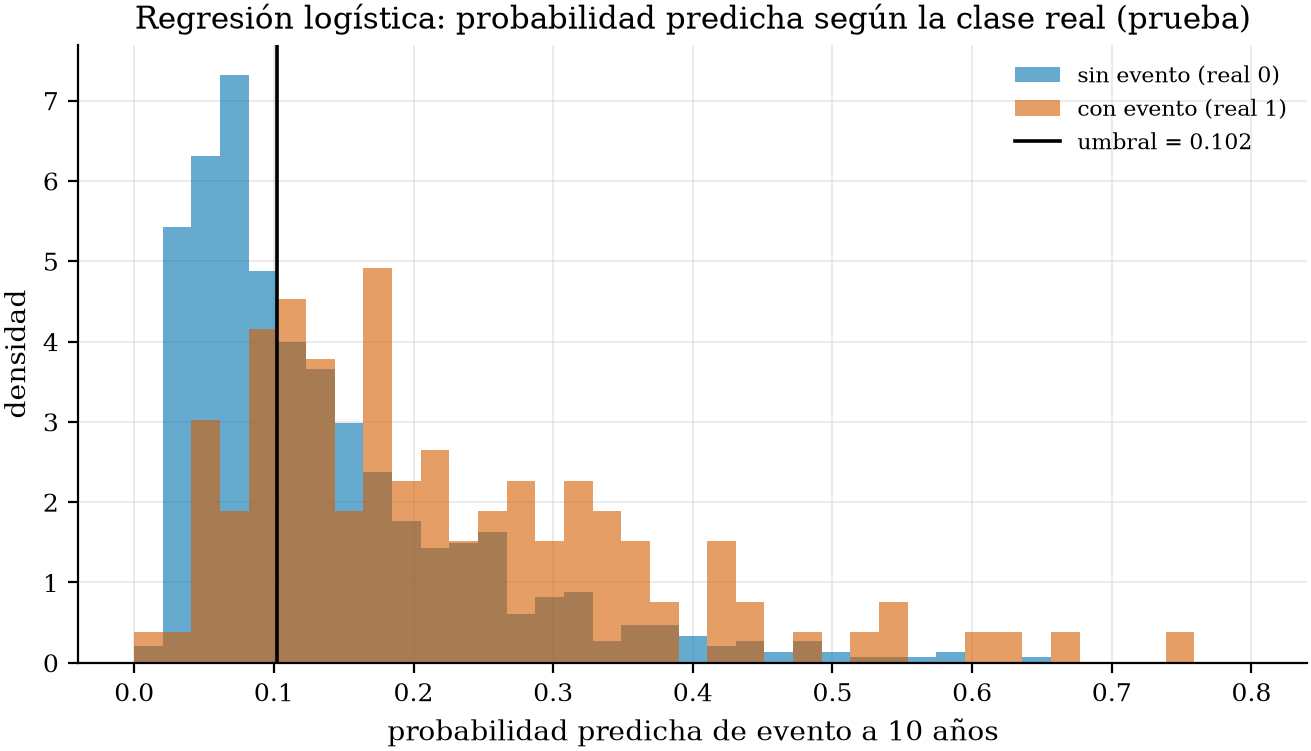 Regresión logística: probabilidad predicha según la clase real (prueba)
sin evento (real 0)
con evento (real 1)
umbral = 0.102
densidad
7
6
5
4
3
2
1
0
0.0 0.1 0.2 0.3 0.4 0.5 0.6 0.7 0.8
probabilidad predicha de evento a 10 años